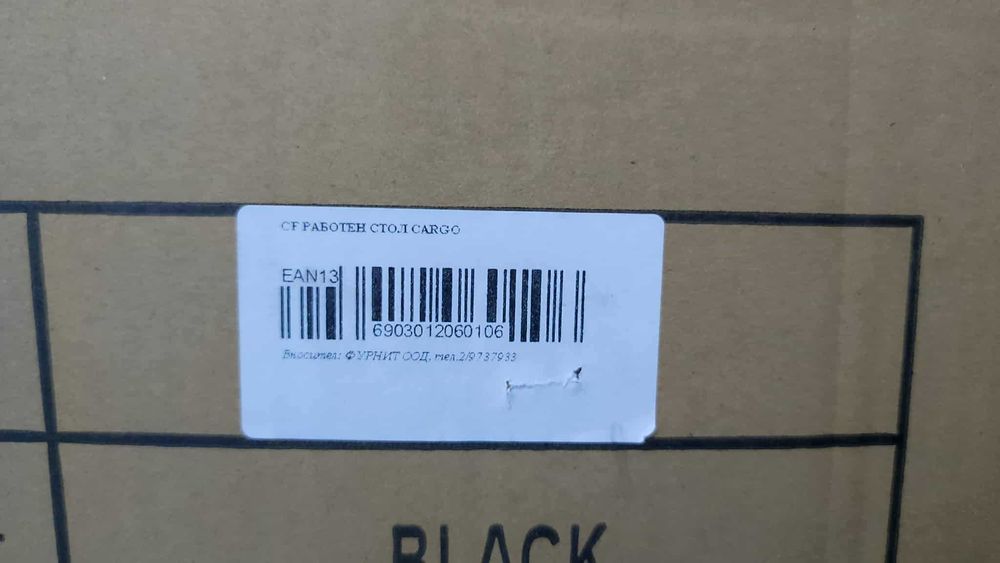 CF РАБОТЕН СТОЛ CARGO
EAN13
6903012060106
Вносител: ФУРНИТ ООД, тел.2/9737933
BLACK